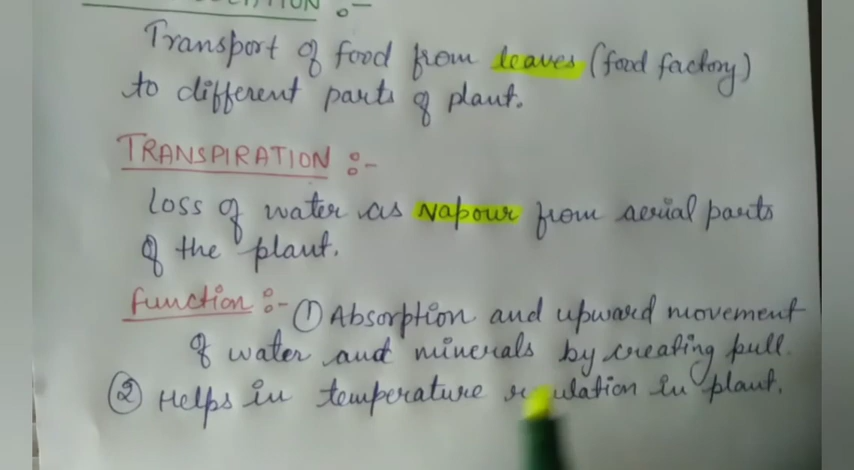 Transport of food from leaves (food factory)
to different parts of plant.
TRANSPIRATION :-
Loss of water as vapour from aerial parts
of the plant.
Function :- ① Absorption and upward movement
of water and minerals by creating pull.
② Helps in temperature ulation in plant.